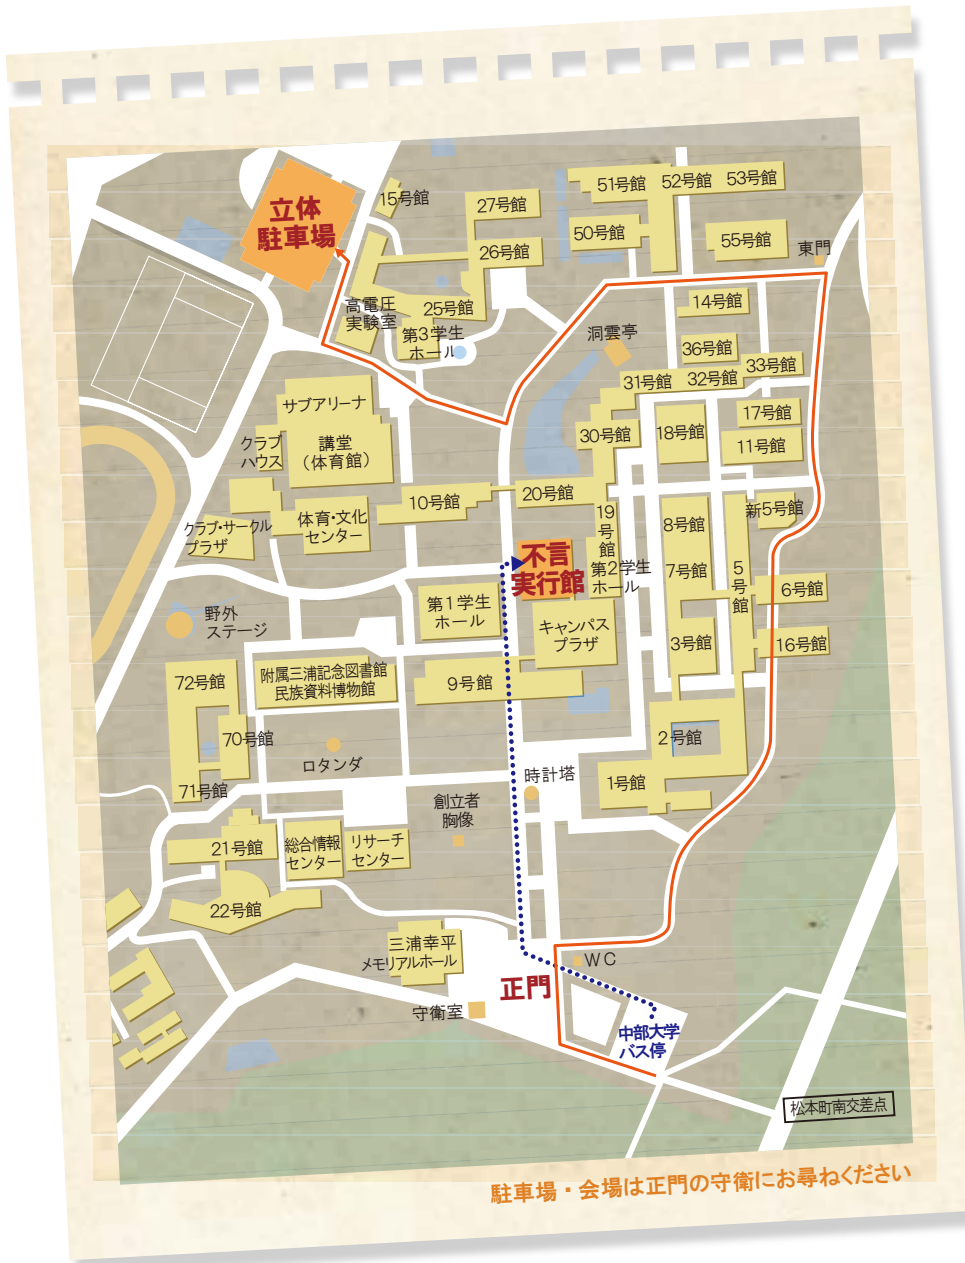 立体
駐車場
15号館
27号館
26号館
25号館
高電圧
実験室
第3学生
ホール
51号館
52号館
53号館
50号館
55号館
東門
14号館
洞雲亭
36号館
33号館
31号館
32号館
17号館
18号館
11号館
30号館
サブアリーナ
クラブ
ハウス
講堂
（体育館）
10号館
20号館
クラブ・サークル
プラザ
体育・文化
センター
19
号
館
8号館
新5号館
7号館
5
号
館
6号館
不言
実行館
第2学生
ホール
第1学生
ホール
キャンパス
プラザ
3号館
16号館
野外
ステージ
72号館
附属三浦記念図書館
民族資料博物館
9号館
70号館
2号館
ロタンダ
時計塔
1号館
71号館
創立者
胸像
21号館
総合情報
センター
リサーチ
センター
22号館
三浦幸平
メモリアルホール
WC
正門
守衛室
中部大学
バス停
松本町南交差点
駐車場・会場は正門の守衛にお尋ねください